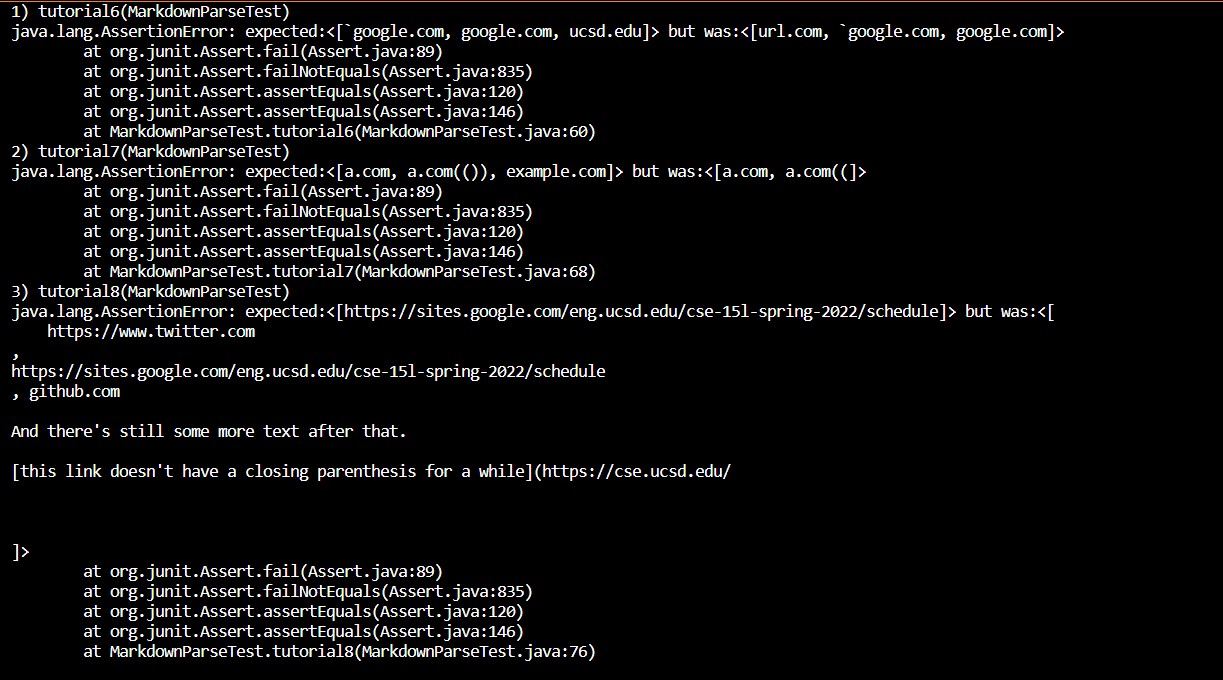 1) tutorial6(MarkdownParseTest)
java.lang.AssertionError: expected:<[`google.com, google.com, ucsd.edu]> but was:<[url.com, `google.com, google.com]>
        at org.junit.Assert.fail(Assert.java:89)
        at org.junit.Assert.failNotEquals(Assert.java:835)
        at org.junit.Assert.assertEquals(Assert.java:120)
        at org.junit.Assert.assertEquals(Assert.java:146)
        at MarkdownParseTest.tutorial6(MarkdownParseTest.java:60)
2) tutorial7(MarkdownParseTest)
java.lang.AssertionError: expected:<[a.com, a.com(()), example.com]> but was:<[a.com, a.com((]>
        at org.junit.Assert.fail(Assert.java:89)
        at org.junit.Assert.failNotEquals(Assert.java:835)
        at org.junit.Assert.assertEquals(Assert.java:120)
        at org.junit.Assert.assertEquals(Assert.java:146)
        at MarkdownParseTest.tutorial7(MarkdownParseTest.java:68)
3) tutorial8(MarkdownParseTest)
java.lang.AssertionError: expected:<[https://sites.google.com/eng.ucsd.edu/cse-15l-spring-2022/schedule]> but was:<[
    https://www.twitter.com
,
https://sites.google.com/eng.ucsd.edu/cse-15l-spring-2022/schedule
, github.com

And there's still some more text after that.

[this link doesn't have a closing parenthesis for a while](https://cse.ucsd.edu/



]>
        at org.junit.Assert.fail(Assert.java:89)
        at org.junit.Assert.failNotEquals(Assert.java:835)
        at org.junit.Assert.assertEquals(Assert.java:120)
        at org.junit.Assert.assertEquals(Assert.java:146)
        at MarkdownParseTest.tutorial8(MarkdownParseTest.java:76)